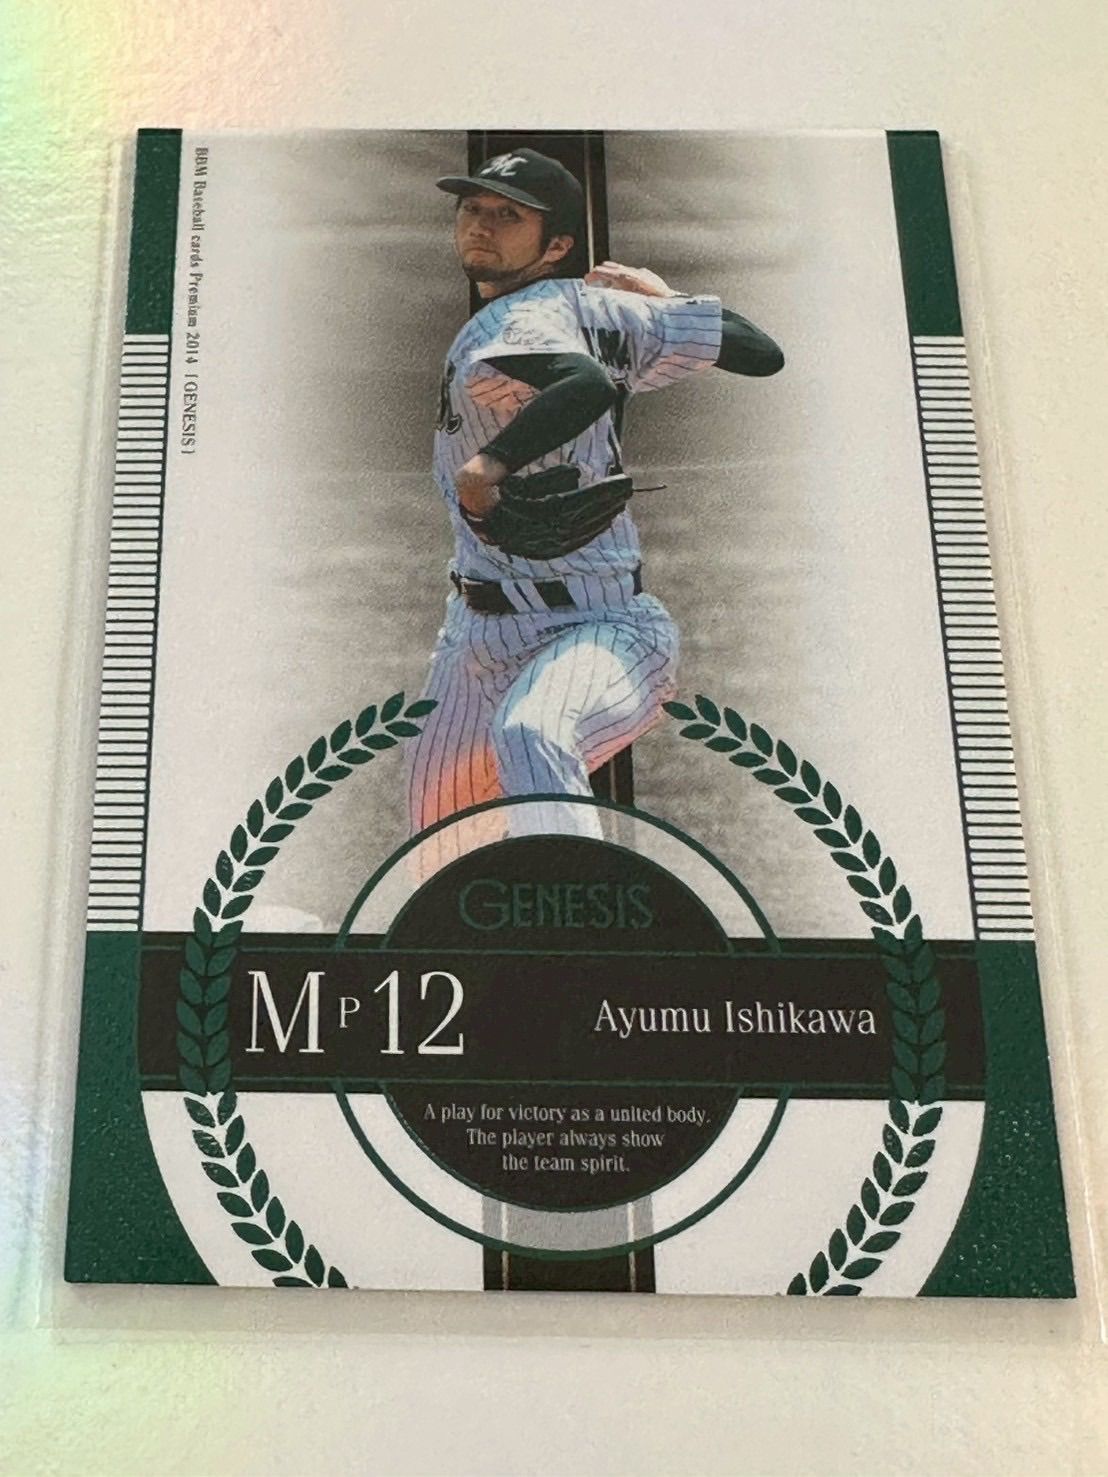 BBM Baseball cards Premium 2014 [GENESIS]
M
GENESIS
M P 12
Ayumu Ishikawa
A play for victory as a united body.
The player always show
the team spirit.